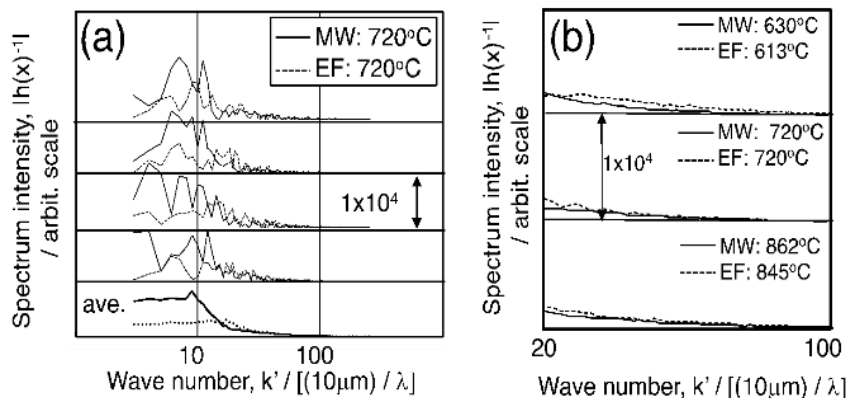 (a)
MW: 720°C
EF: 720°C
Spectrum intensity, |h(x)⁻¹|
/ arbit. scale
1x10⁴
ave.
10
100
Wave number, k' / [(10μm) / λ]
(b)
MW: 630°C
EF: 613°C
Spectrum intensity, |h(x)⁻¹|
/ arbit. scale
1x10⁴
MW: 720°C
EF: 720°C
MW: 862°C
EF: 845°C
20
100
Wave number, k' / [(10μm) / λ]